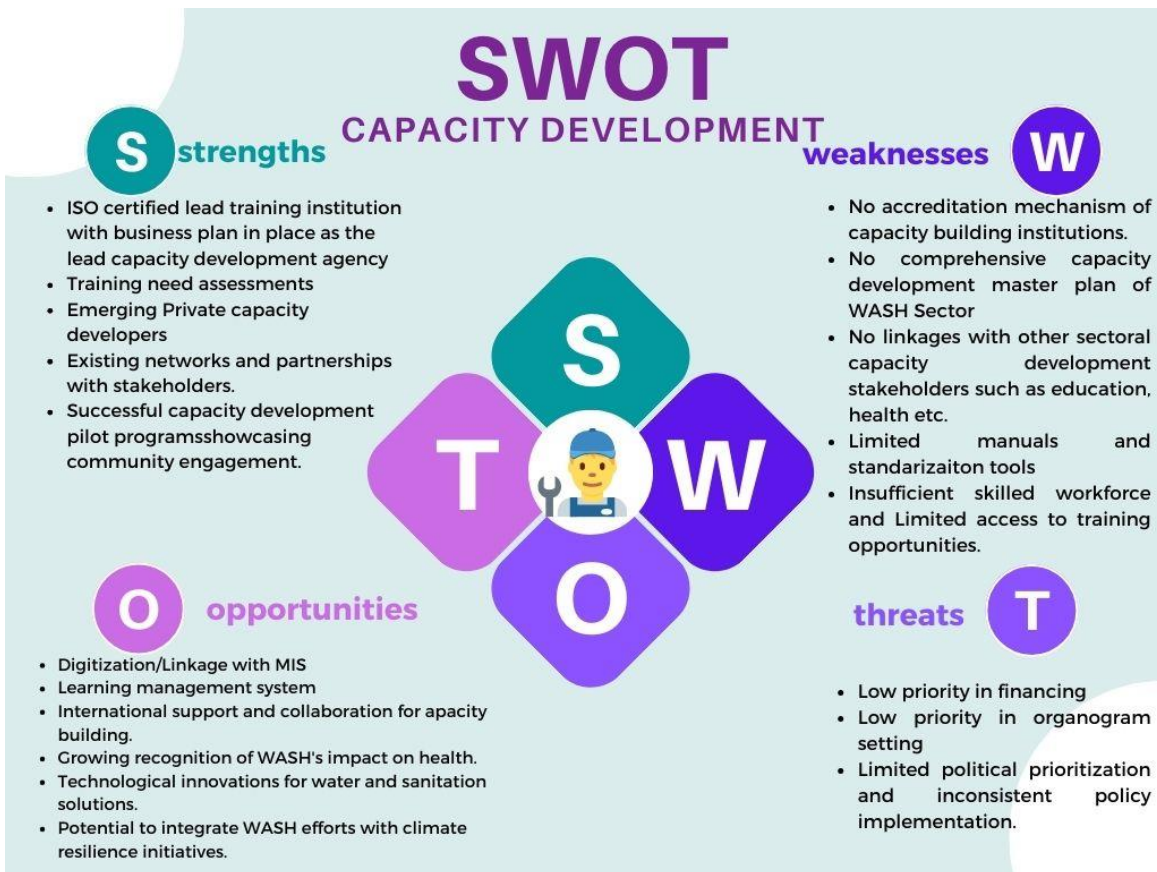 SWOT
CAPACITY DEVELOPMENT
S strengths
• ISO certified lead training institution
with business plan in place as the
lead capacity development agency
• Training need assessments
• Emerging Private capacity
developers
• Existing networks and partnerships
with stakeholders.
• Successful capacity development
pilot programsshowcasing
community engagement.
weaknesses W
• No accreditation mechanism of
capacity building institutions.
• No comprehensive capacity
development master plan of
WASH Sector
• No linkages with other sectoral
capacity development
stakeholders such as education,
health etc.
• Limited manuals and
standarizaiton tools
• Insufficient skilled workforce
and Limited access to training
opportunities.
S
T
W
O
O opportunities
• Digitization/Linkage with MIS
• Learning management system
• International support and collaboration for apacity
building.
• Growing recognition of WASH's impact on health.
• Technological innovations for water and sanitation
solutions.
• Potential to integrate WASH efforts with climate
resilience initiatives.
threats T
• Low priority in financing
• Low priority in organogram
setting
• Limited political prioritization
and inconsistent policy
implementation.